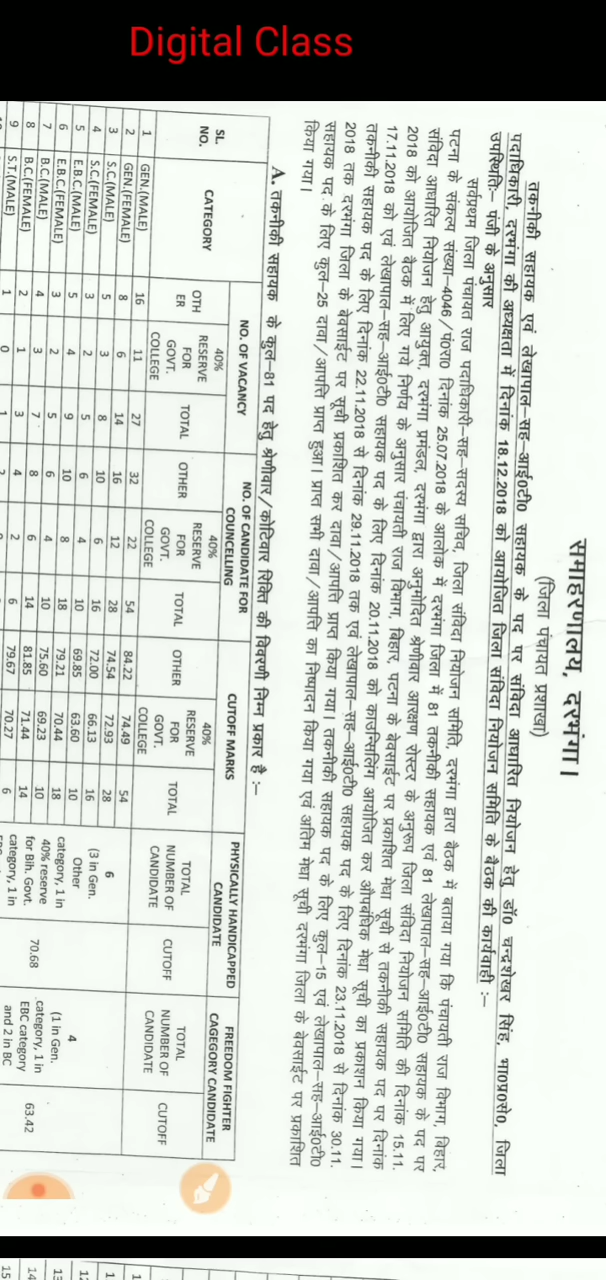 Digital Class
समाहरणालय, दरभंगा।
(जिला पंचायत प्रशाखा)
तकनीकी सहायक एवं लेखापाल–सह–आई०टी० सहायक के पद पर संविदा आधारित नियोजन हेतु डॉ० चन्द्रशेखर सिंह, भा०प्र०से०, जिला
पदाधिकारी, दरभंगा की अध्यक्षता में दिनांक 18.12.2018 को आयोजित जिला संविदा नियोजन समिति के बैठक की कार्यवाही :–
उपस्थिति:– पंजी के अनुसार
सर्वप्रथम जिला पंचायत राज पदाधिकारी–सह–सदस्य सचिव, जिला संविदा नियोजन समिति, दरभंगा द्वारा बैठक में बताया गया कि पंचायती राज विभाग, बिहार,
पटना के संकल्प संख्या–4046/पं०रा० दिनांक 25.07.2018 के आलोक में दरभंगा जिला में 81 तकनीकी सहायक एवं 81 लेखापाल–सह–आई०टी० सहायक के पद पर
संविदा आधारित नियोजन हेतु आयुक्त, दरभंगा प्रमंडल, दरभंगा द्वारा अनुमोदित श्रेणीवार आरक्षण रोस्टर के अनुरूप जिला संविदा नियोजन समिति की दिनांक 15.11.
2018 को आयोजित बैठक में लिए गये निर्णय के अनुसार पंचायती राज विभाग, बिहार, पटना के बेवसाईट पर प्रकाशित मेधा सूची से तकनीकी सहायक पद पर दिनांक
17.11.2018 को एवं लेखापाल–सह–आई०टी० सहायक पद के लिए दिनांक 20.11.2018 को काउन्सिलिंग आयोजित कर औपबंधिक मेधा सूची का प्रकाशन किया गया।
तकनीकी सहायक पद के लिए दिनांक 22.11.2018 से दिनांक 29.11.2018 तक एवं लेखापाल–सह–आई०टी० सहायक पद के लिए दिनांक 23.11.2018 से दिनांक 30.11.
2018 तक दरभंगा जिला के बेवसाईट पर सूची प्रकाशित कर दावा/आपत्ति प्राप्त किया गया। तकनीकी सहायक पद के लिए कुल–15 एवं लेखापाल–सह–आई०टी०
सहायक पद के लिए कुल–25 दावा/आपत्ति प्राप्त हुआ। प्राप्त सभी दावा/आपत्ति का निष्पादन किया गया एवं अंतिम मेधा सूची दरभंगा जिला के बेवसाईट पर प्रकाशित
किया गया।
A. तकनीकी सहायक के कुल–81 पद हेतु श्रेणीवार/कोटिवार रिक्ति की विवरणी निम्न प्रकार है :–
SL. NO. CATEGORY NO. OF VACANCY NO. OF CANDIDATE FOR COUNCELLING CUTOFF MARKS PHYSICALLY HANDICAPPED CANDIDATE FREEDOM FIGHTER CAGEGORY CANDIDATE
OTH ER 40% RESERVE FOR GOVT. COLLEGE TOTAL OTHER 40% RESERVE FOR GOVT. COLLEGE TOTAL OTHER 40% RESERVE FOR GOVT. COLLEGE TOTAL TOTAL NUMBER OF CANDIDATE CUTOFF TOTAL NUMBER OF CANDIDATE CUTOFF
1 GEN.(MALE) 16 11 27 32 22 54 84.22 74.49 54
2 GEN.(FEMALE) 8 6 14 16 12 28 74.54 72.93 28
3 S.C.(MALE) 5 3 8 10 6 16 72.00 66.13 16
4 S.C.(FEMALE) 3 2 5 6 4 10 69.85 63.60 10
5 E.B.C.(MALE) 5 4 9 10 8 18 79.21 70.44 18
6 E.B.C.(FEMALE) 3 2 5 6 4 10 75.60 69.23 10
7 B.C.(MALE) 4 3 7 8 6 14 81.85 71.44 14
8 B.C.(FEMALE) 2 1 3 4 2 6 79.67 70.27 6
9 S.T.(MALE) 1 0 1
6
(3 in Gen.
Other
category, 1 in
40% reserve
for Bih. Govt.
category, 1 in
70.68
4
(1 in Gen.
category, 1 in
EBC category
and 2 in BC
63.42